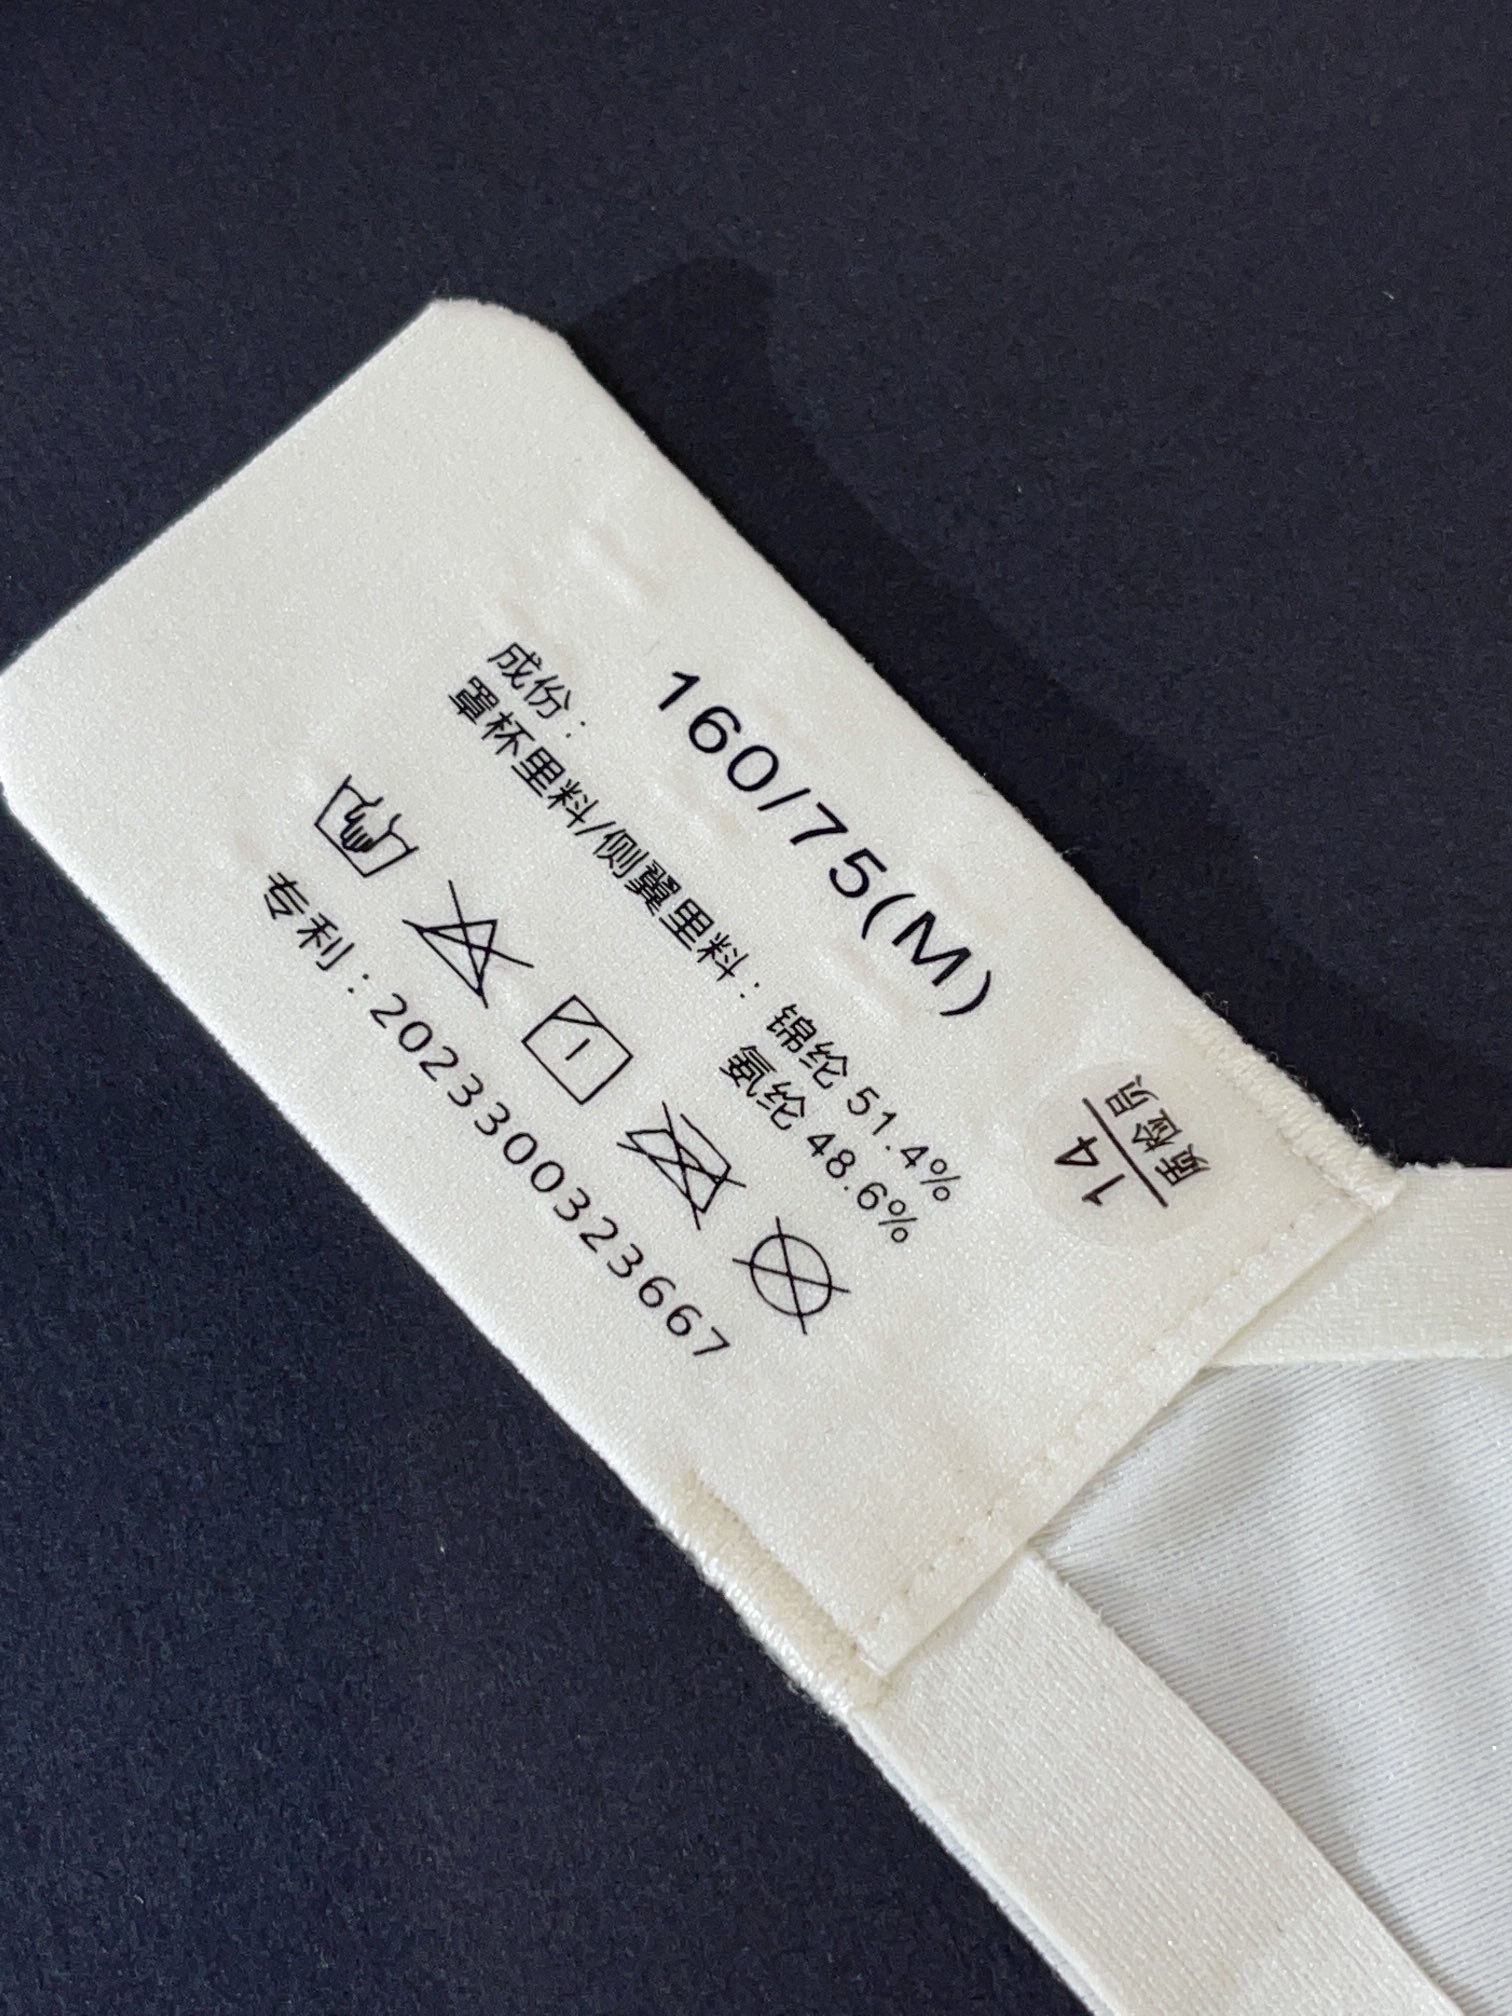 160/75(M)
成份：
罩杯里料/侧翼里料：锦纶 51.4%
氨纶 48.6%
专利：2023300323667
14
质检员